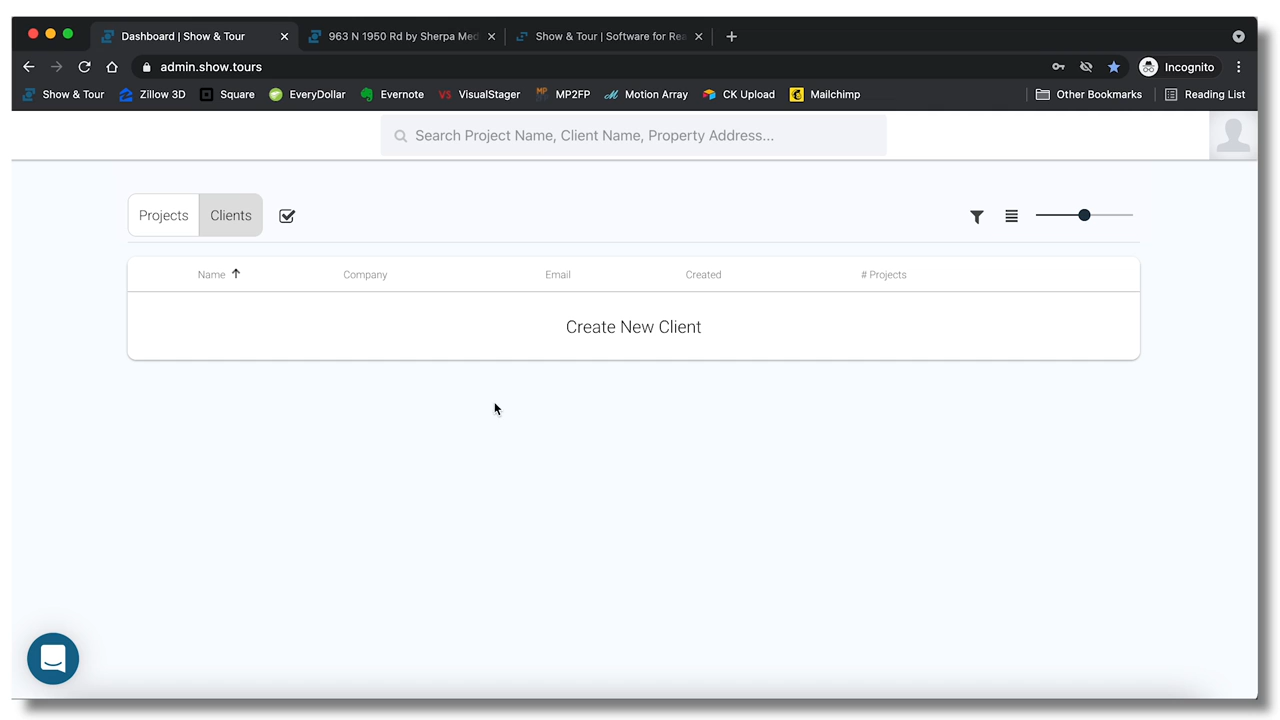 Dashboard | Show & Tour
963 N 1950 Rd by Sherpa Med
Show & Tour | Software for Rea
admin.show.tours
Incognito
Show & Tour
Zillow 3D
Square
EveryDollar
Evernote
VS VisualStager
MP MP2FP
Motion Array
CK Upload
Mailchimp
Other Bookmarks
Reading List
Search Project Name, Client Name, Property Address...
Projects
Clients
Name
Company
Email
Created
# Projects
Create New Client